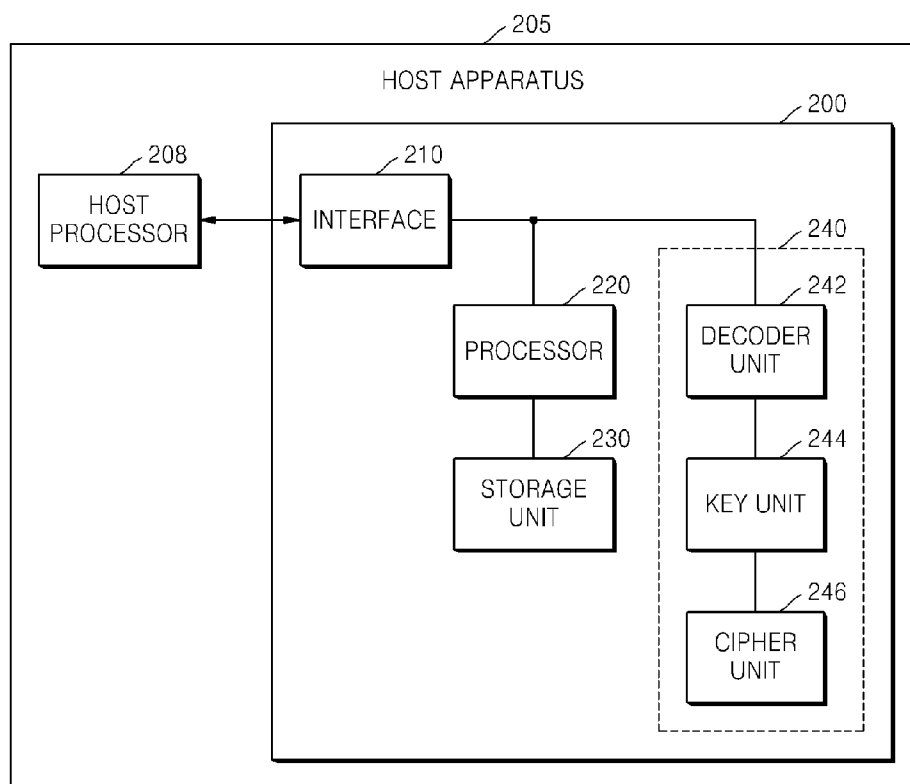 205
HOST APPARATUS
200
208
HOST
PROCESSOR
210
INTERFACE
240
220
PROCESSOR
242
DECODER
UNIT
230
STORAGE
UNIT
244
KEY UNIT
246
CIPHER
UNIT